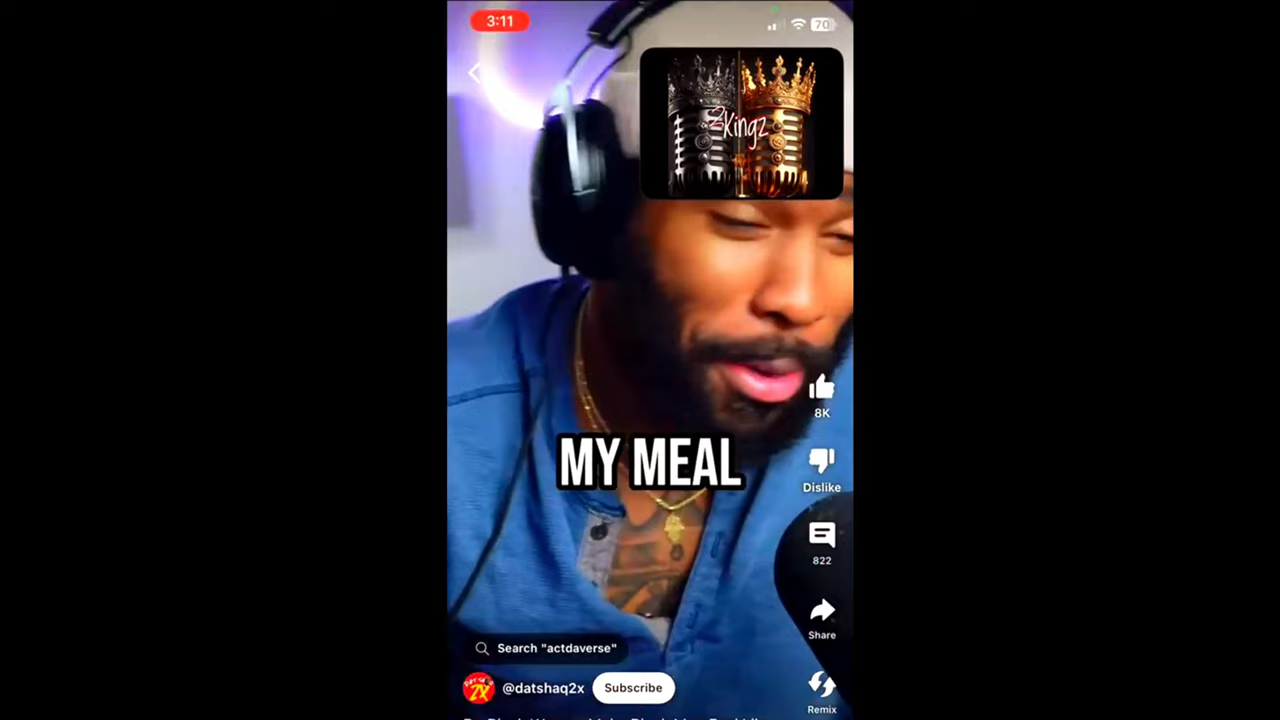 3:11
70
2Kingz
MY MEAL
8K
Dislike
822
Share
Search "actdaverse"
@datshaq2x
Subscribe
Remix